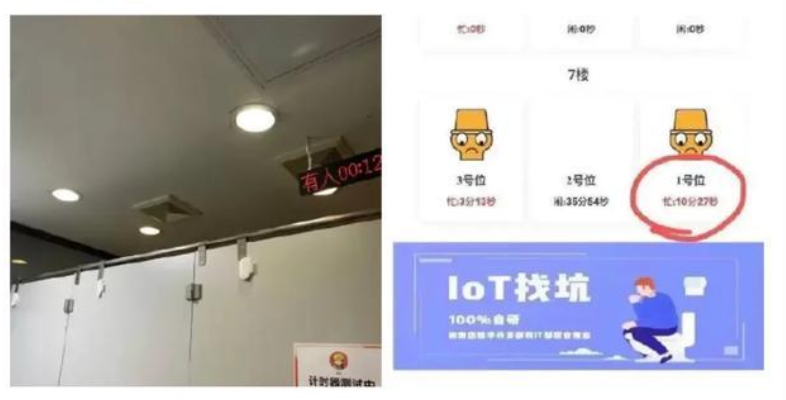 有人00:12
计时器测试中
忙:0秒
闲:0秒
闲:0秒
7楼
3号位
2号位
1号位
忙:3分13秒
闲:35分54秒
忙:10分27秒
IoT找坑
100%自研